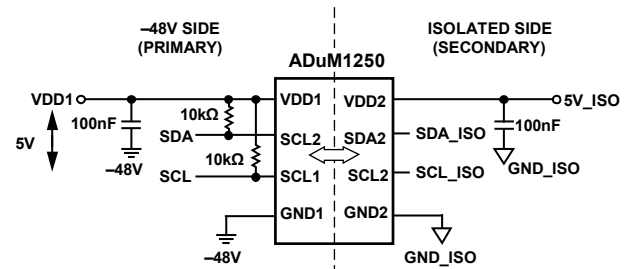 –48V SIDE
(PRIMARY)
ISOLATED SIDE
(SECONDARY)
ADuM1250
VDD1
VDD1
VDD2
5V_ISO
100nF
10kΩ
100nF
5V
SDA
SCL2
SDA2
SDA_ISO
–48V
10kΩ
GND_ISO
SCL
SCL1
SCL2
SCL_ISO
GND1
GND2
–48V
GND_ISO